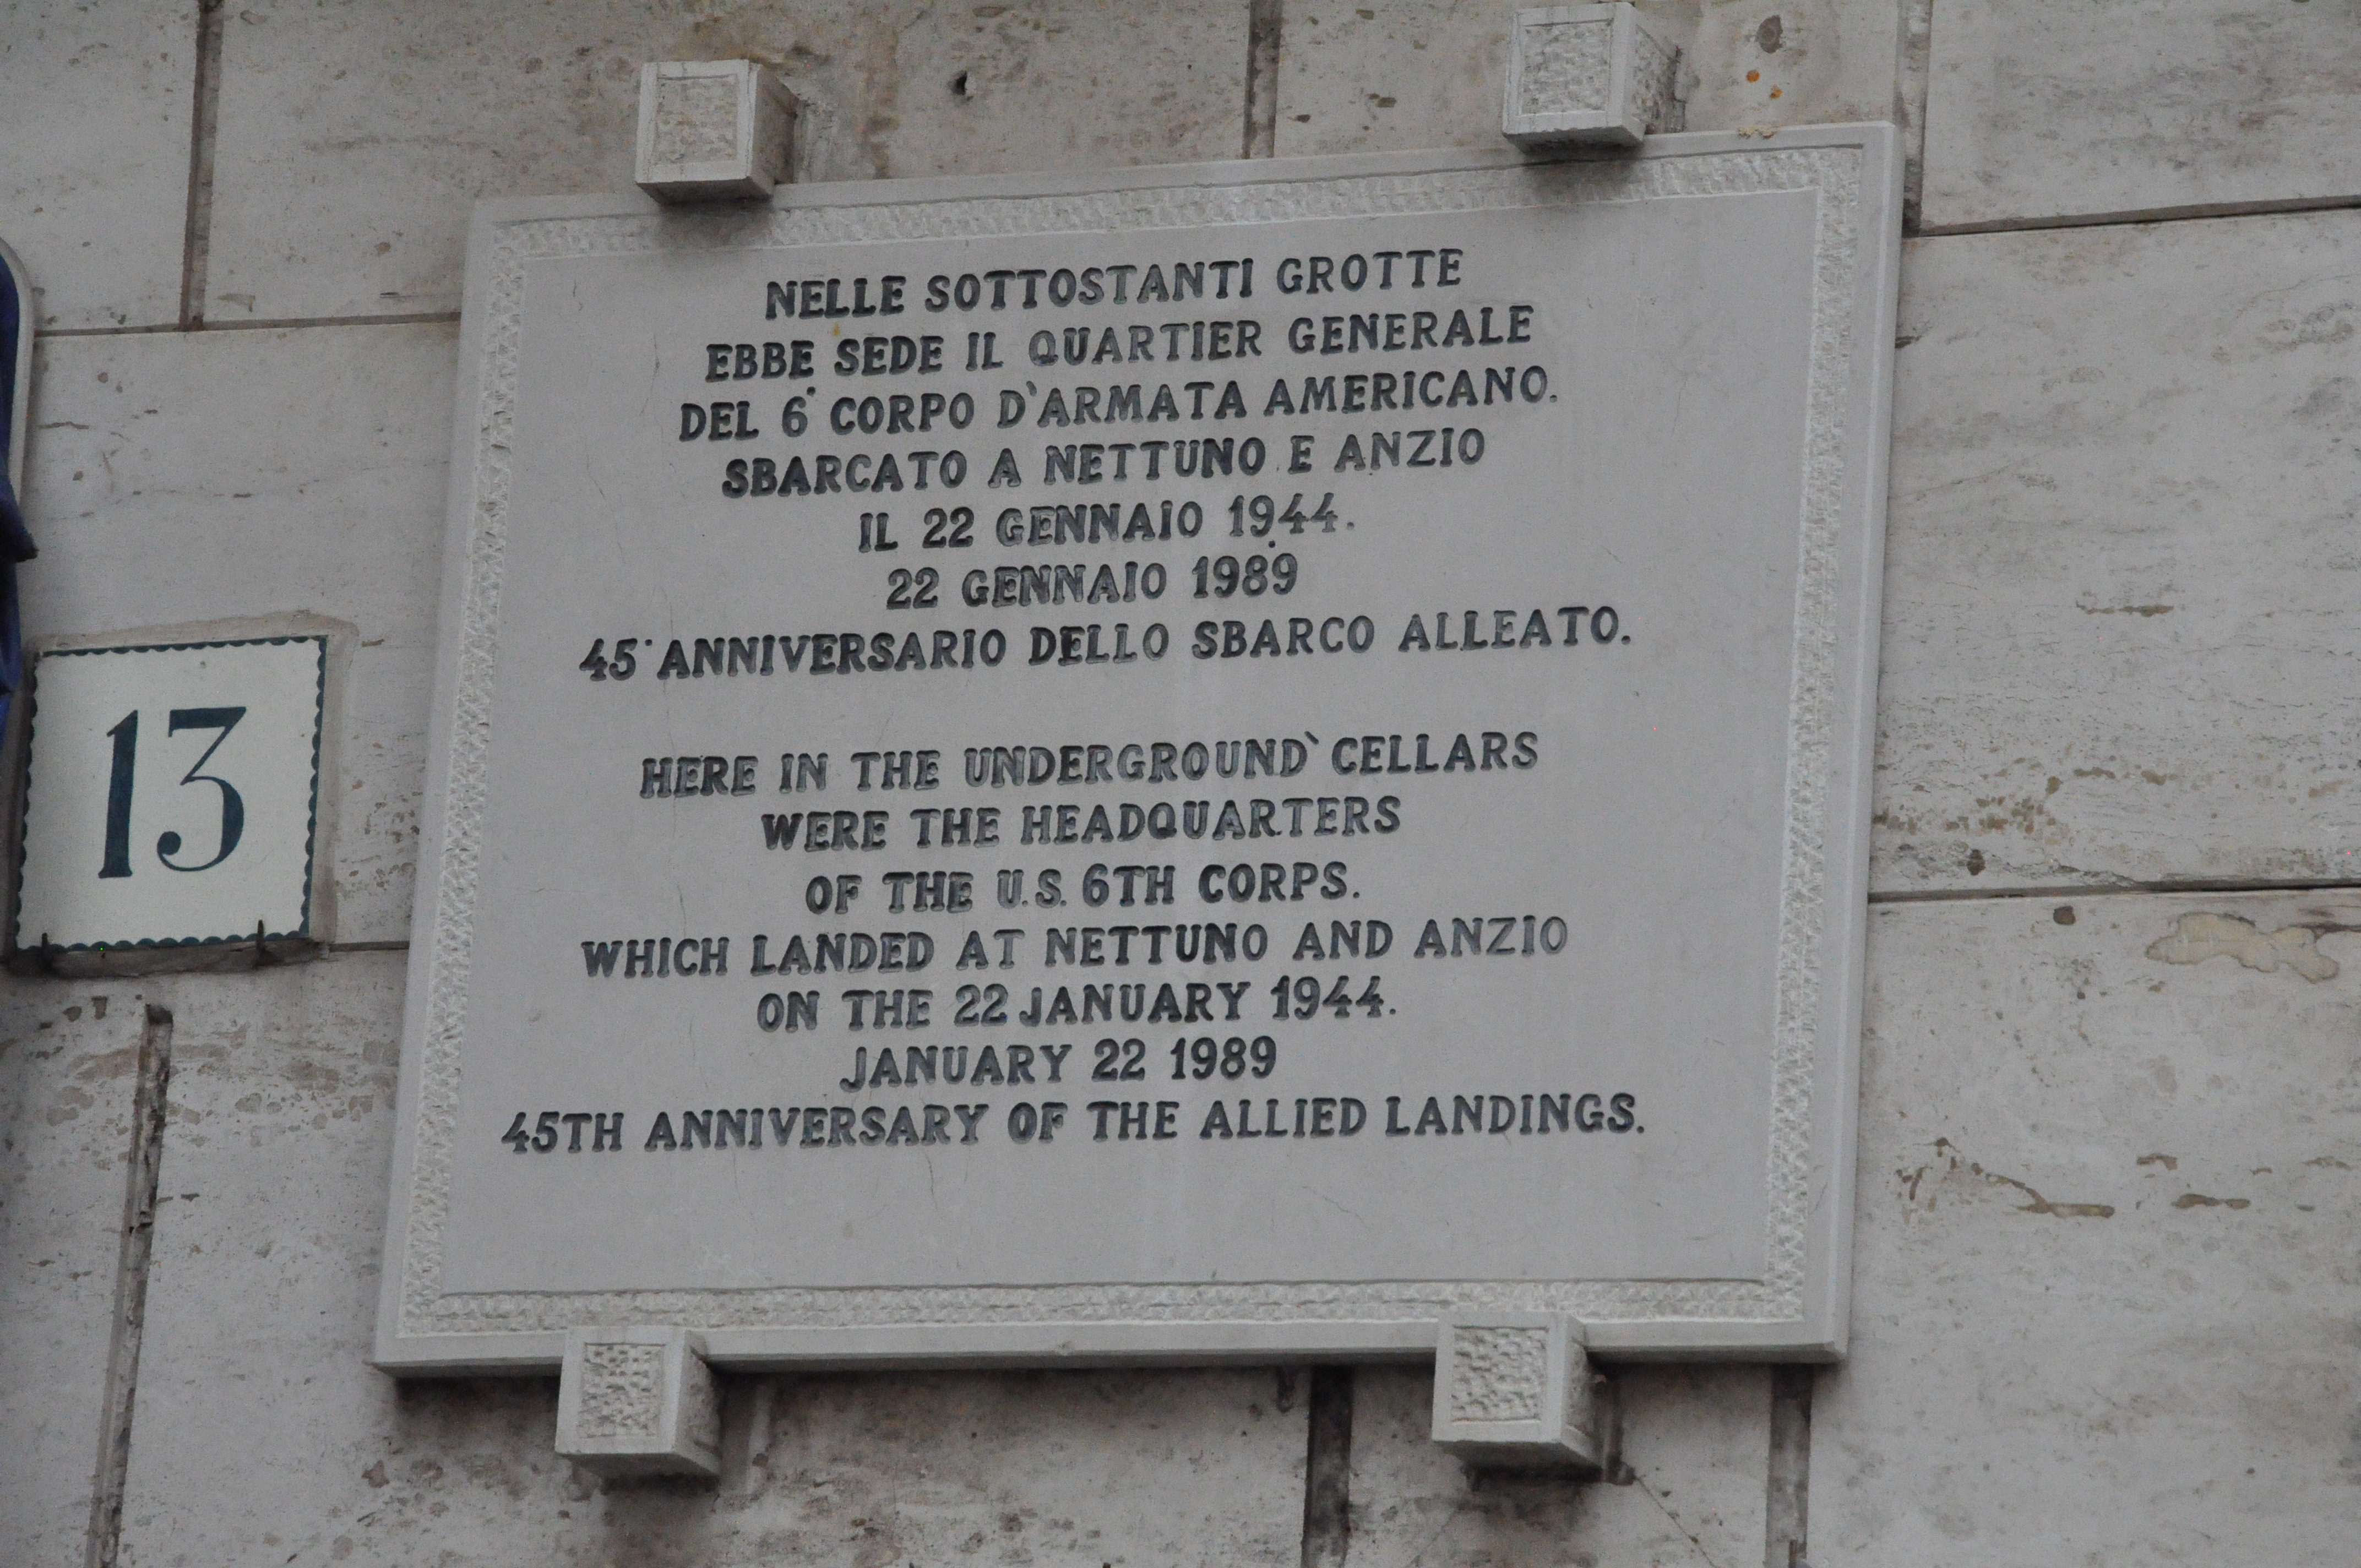 NELLE SOTTOSTANTI GROTTE
EBBE SEDE IL QUARTIER GENERALE
DEL 6° CORPO D'ARMATA AMERICANO.
SBARCATO A NETTUNO E ANZIO
IL 22 GENNAIO 1944.
22 GENNAIO 1989
45° ANNIVERSARIO DELLO SBARCO ALLEATO.
HERE IN THE UNDERGROUND CELLARS
WERE THE HEADQUARTERS
OF THE U.S. 6TH CORPS.
WHICH LANDED AT NETTUNO AND ANZIO
ON THE 22 JANUARY 1944.
JANUARY 22 1989
45TH ANNIVERSARY OF THE ALLIED LANDINGS.
13